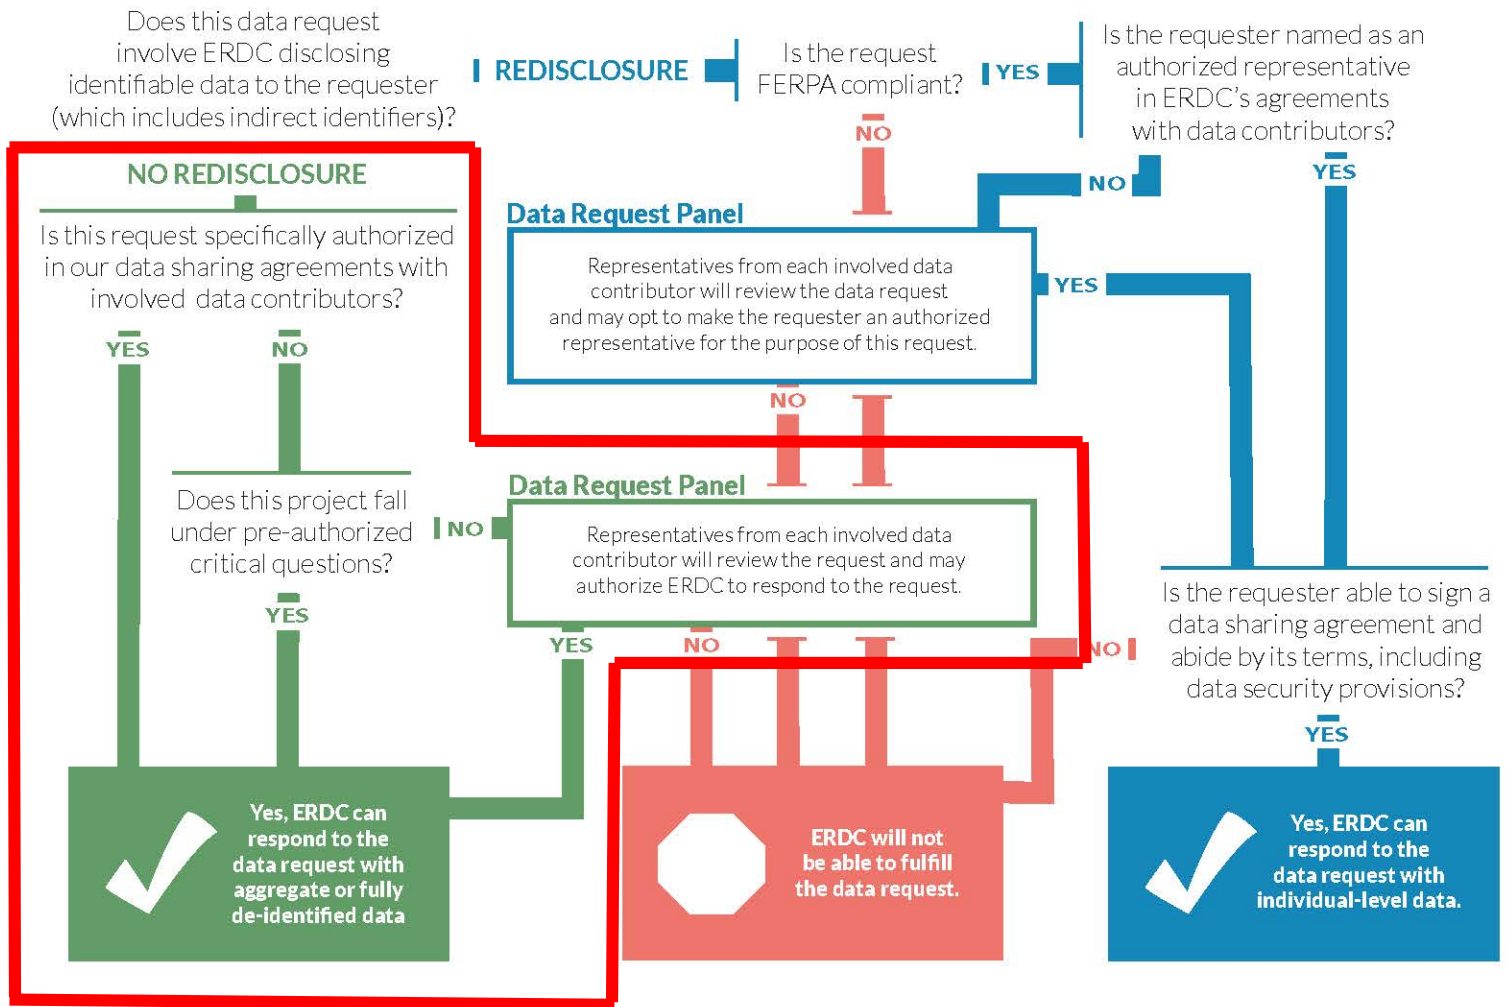 Does this data request
involve ERDC disclosing
identifiable data to the requester
(which includes indirect identifiers)?
REDISCLOSURE
Is the request
FERPA compliant?
YES
Is the requester named as an
authorized representative
in ERDC's agreements
with data contributors?
NO
NO
YES
NO REDISCLOSURE
Is this request specifically authorized
in our data sharing agreements with
involved data contributors?
YES
NO
Data Request Panel
Representatives from each involved data
contributor will review the data request
and may opt to make the requester an authorized
representative for the purpose of this request.
YES
NO
Does this project fall
under pre-authorized
critical questions?
NO
YES
Data Request Panel
Representatives from each involved data
contributor will review the request and may
authorize ERDC to respond to the request.
YES
NO
NO
Is the requester able to sign a
data sharing agreement and
abide by its terms, including
data security provisions?
YES
Yes, ERDC can
respond to the
data request with
aggregate or fully
de-identified data
ERDC will not
be able to fulfill
the data request.
Yes, ERDC can
respond to the
data request with
individual-level data.